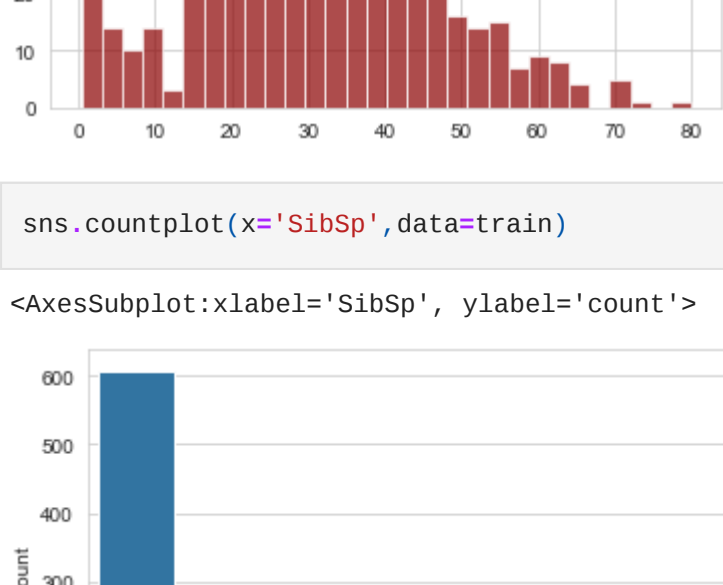 10
0
0 10 20 30 40 50 60 70 80
sns.countplot(x='SibSp',data=train)
<AxesSubplot:xlabel='SibSp', ylabel='count'>
600
500
400
300